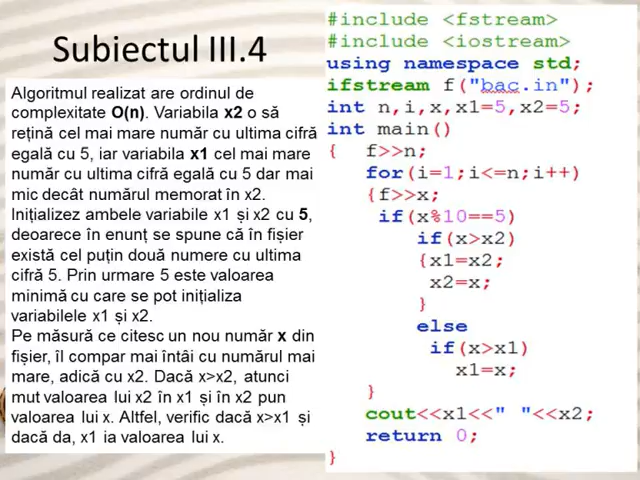 Subiectul III.4
Algoritmul realizat are ordinul de
complexitate O(n). Variabila x2 o să
rețină cel mai mare număr cu ultima cifră
egală cu 5, iar variabila x1 cel mai mare
număr cu ultima cifră egală cu 5 dar mai
mic decât numărul memorat în x2.
Inițializez ambele variabile x1 și x2 cu 5,
deoarece în enunț se spune că în fișier
există cel puțin două numere cu ultima
cifră 5. Prin urmare 5 este valoarea
minimă cu care se pot inițializa
variabilele x1 și x2.
Pe măsură ce citesc un nou număr x din
fișier, îl compar mai întâi cu numărul mai
mare, adică cu x2. Dacă x>x2, atunci
mut valoarea lui x2 în x1 și în x2 pun
valoarea lui x. Altfel, verific dacă x>x1 și
dacă da, x1 ia valoarea lui x.
#include <fstream>
#include <iostream>
using namespace std;
ifstream f("bac.in");
int n,i,x,x1=5,x2=5;
int main()
{ f>>n;
for(i=1;i<=n;i++)
{f>>x;
if(x%10==5)
if(x>x2)
{x1=x2;
x2=x;
}
else
if(x>x1)
x1=x;
}
cout<<x1<<" "<<x2;
return 0;
}